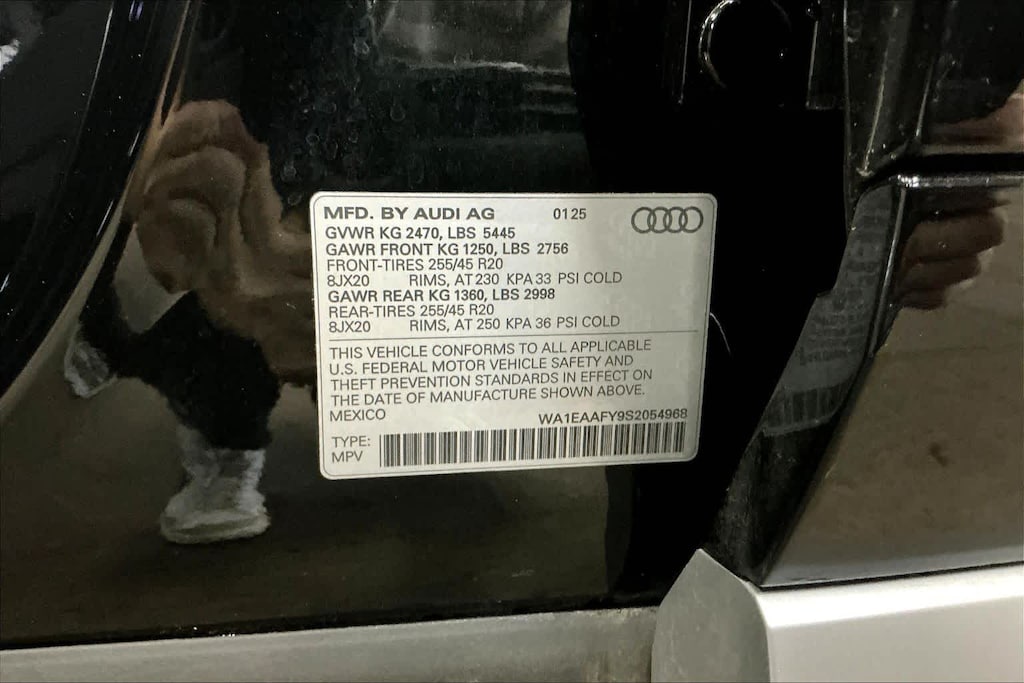 MFD. BY AUDI AG 0125
GVWR KG 2470, LBS 5445
GAWR FRONT KG 1250, LBS 2756
FRONT-TIRES 255/45 R20
8JX20 RIMS, AT 230 KPA 33 PSI COLD
GAWR REAR KG 1360, LBS 2998
REAR-TIRES 255/45 R20
8JX20 RIMS, AT 250 KPA 36 PSI COLD
THIS VEHICLE CONFORMS TO ALL APPLICABLE
U.S. FEDERAL MOTOR VEHICLE SAFETY AND
THEFT PREVENTION STANDARDS IN EFFECT ON
THE DATE OF MANUFACTURE SHOWN ABOVE.
MEXICO WA1EAAFY9S2054968
TYPE:
MPV